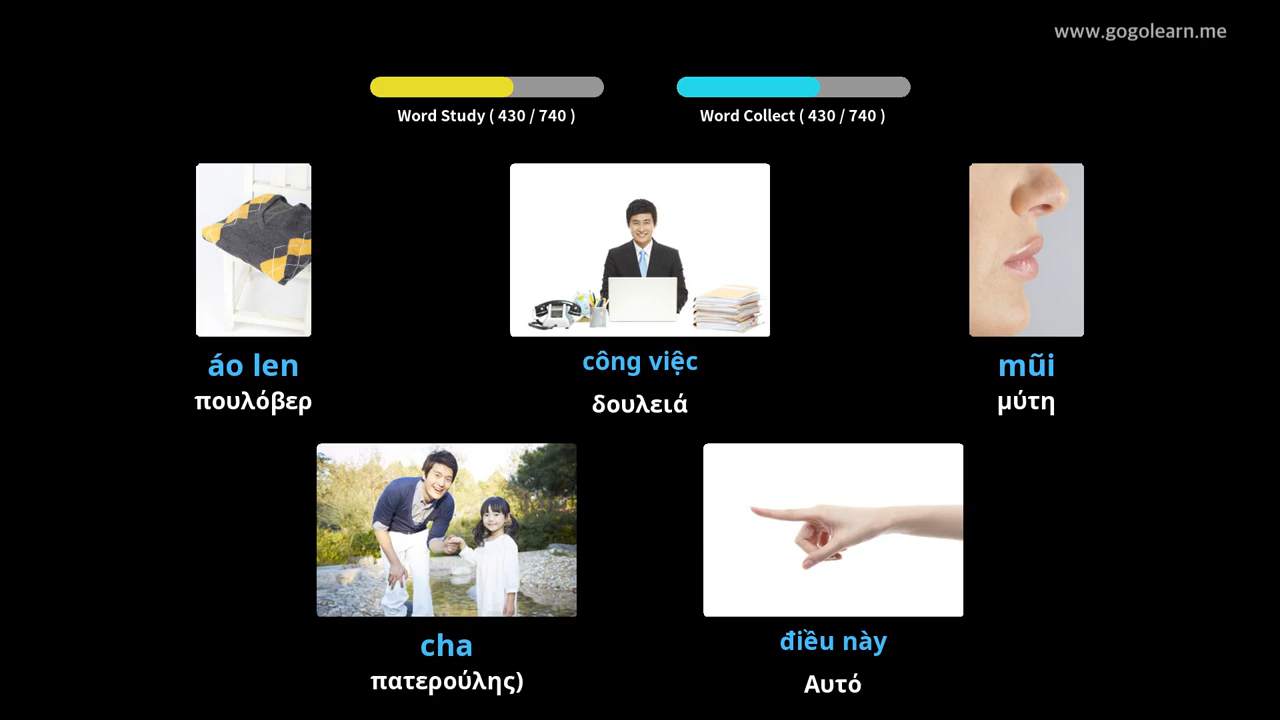 www.gogolearn.me
Word Study ( 430 / 740 )
Word Collect ( 430 / 740 )
áo len
πουλόβερ
công việc
δουλειά
mũi
μύτη
cha
πατερούλης)
điều này
Αυτό